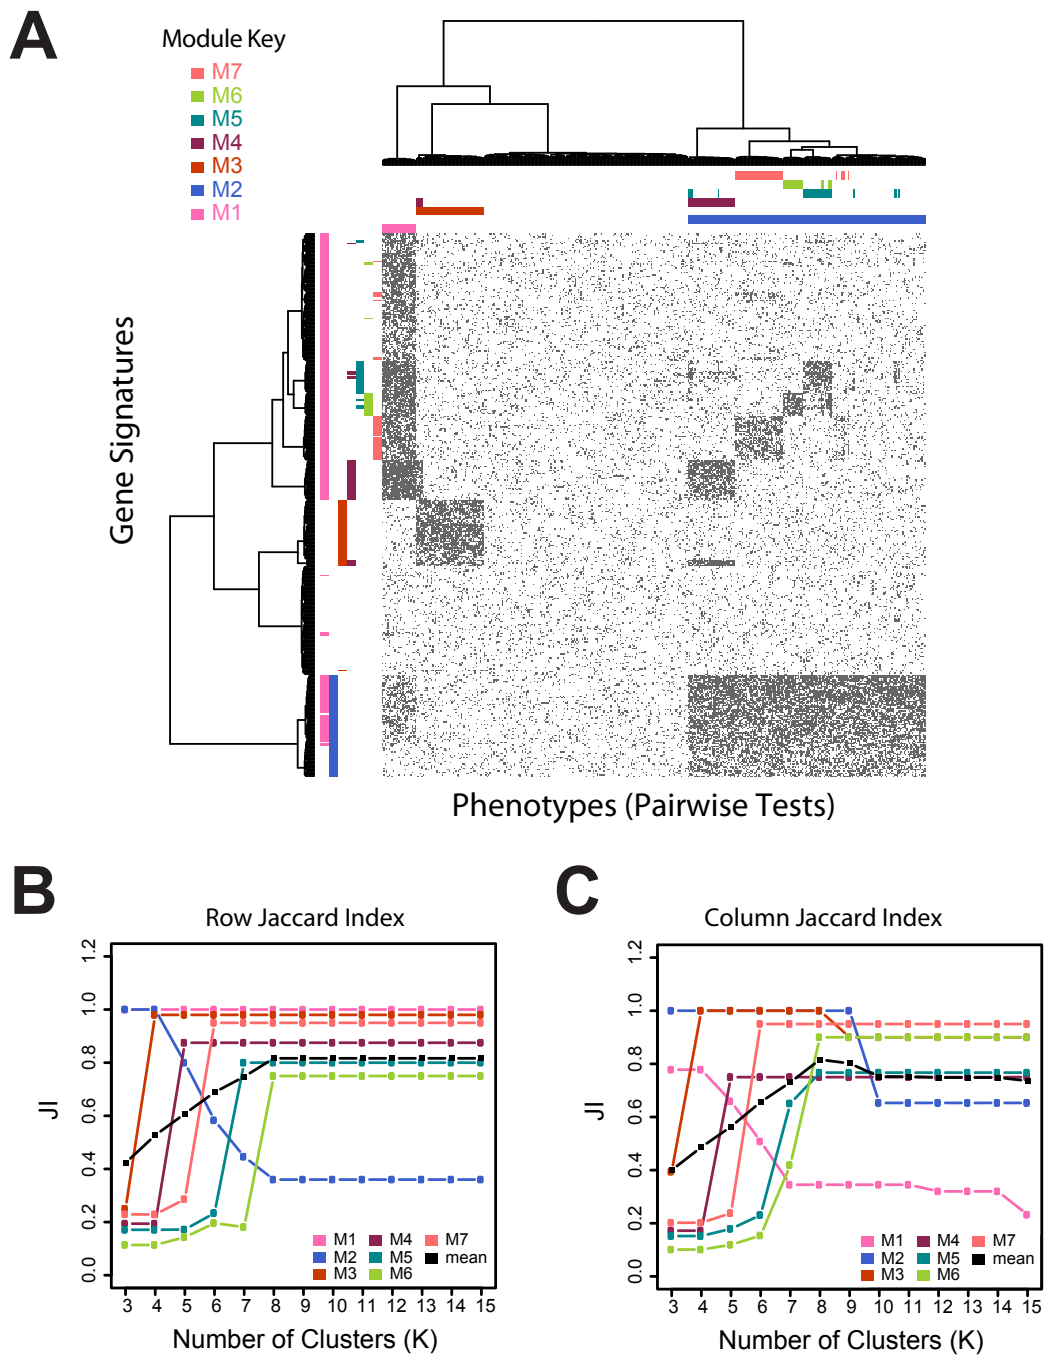 A
Module Key
M7
M6
M5
M4
M3
M2
M1
Gene Signatures
Phenotypes (Pairwise Tests)
B
Row Jaccard Index
JI
1.2
1.0
0.8
0.6
0.4
0.2
0.0
M1 M4 M7
M2 M5 mean
M3 M6
3 4 5 6 7 8 9 10 11 12 13 14 15
Number of Clusters (K)
C
Column Jaccard Index
JI
1.2
1.0
0.8
0.6
0.4
0.2
0.0
M1 M4 M7
M2 M5 mean
M3 M6
3 4 5 6 7 8 9 10 11 12 13 14 15
Number of Clusters (K)